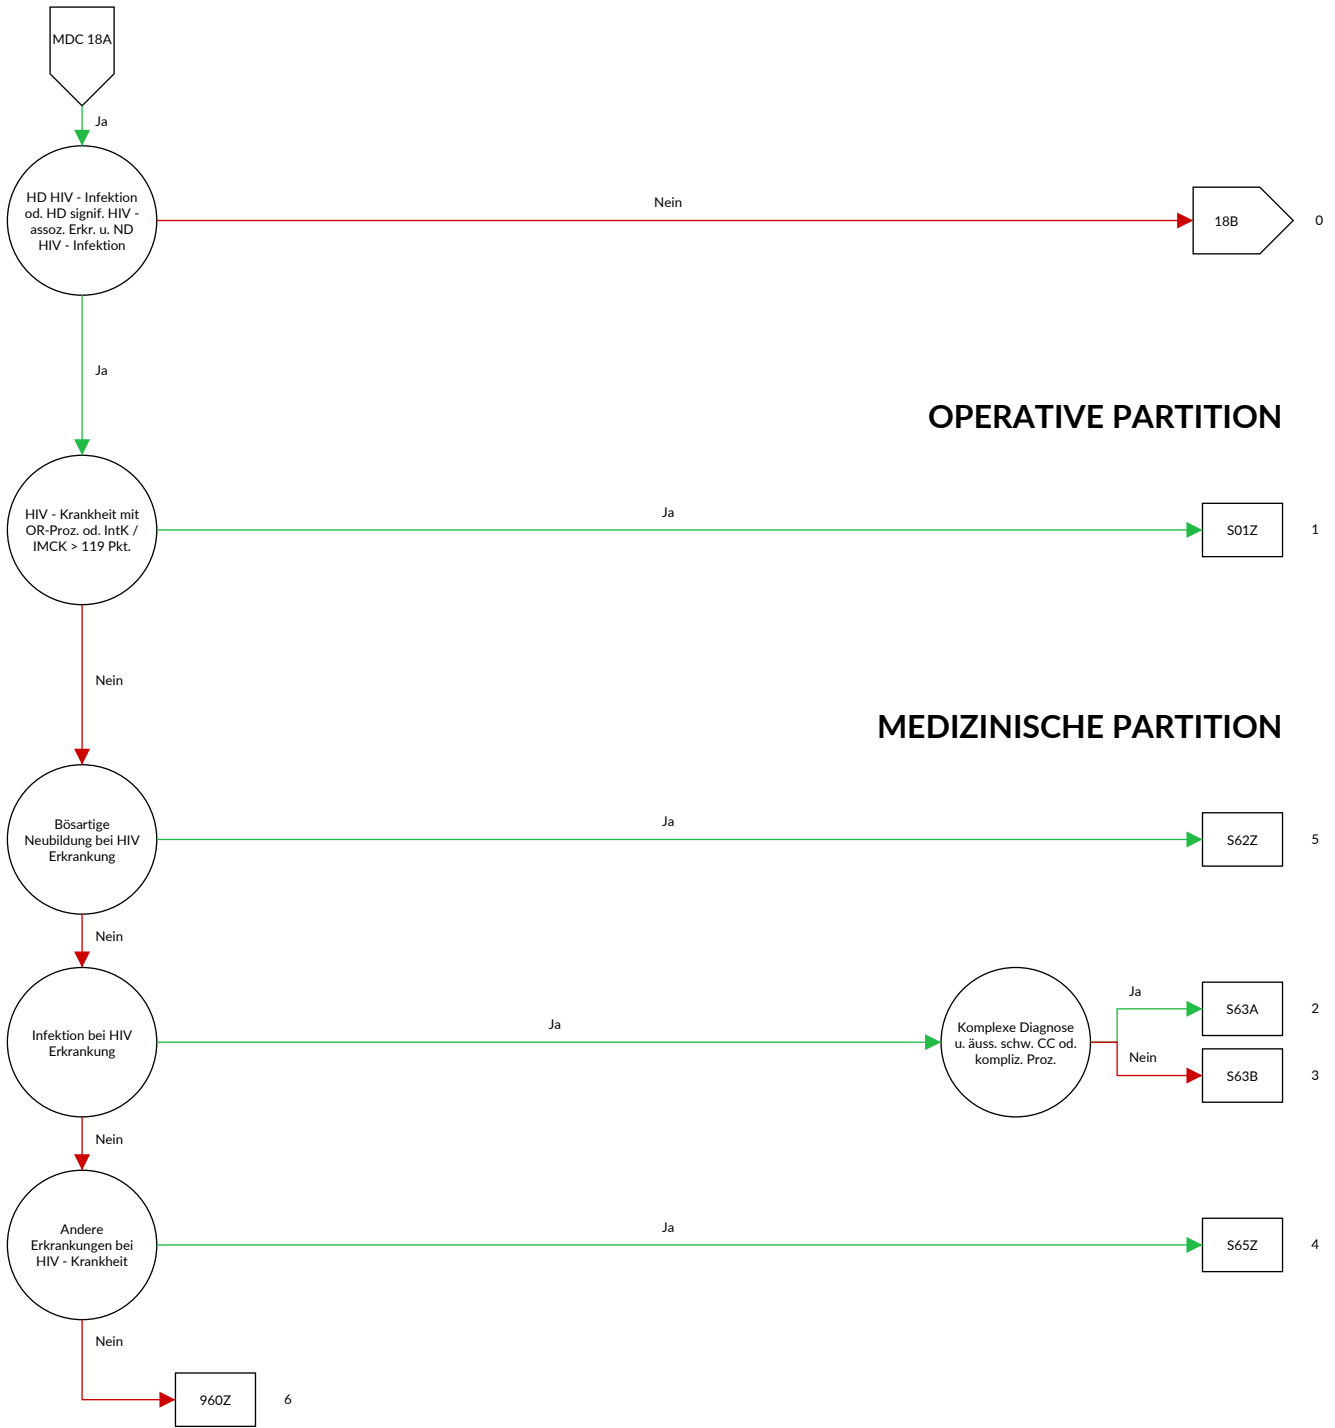 MDC 18A
Ja
HD HIV - Infektion
od. HD signif. HIV -
assoz. Erkr. u. ND
HIV - Infektion
Nein
18B
0
Ja
OPERATIVE PARTITION
HIV - Krankheit mit
OR-Proz. od. IntK /
IMCK > 119 Pkt.
Ja
S01Z
1
Nein
MEDIZINISCHE PARTITION
Bösartige
Neubildung bei HIV
Erkrankung
Ja
S62Z
5
Nein
Infektion bei HIV
Erkrankung
Ja
Komplexe Diagnose
u. äuss. schw. CC od.
kompliz. Proz.
Ja
S63A
2
Nein
S63B
3
Nein
Andere
Erkrankungen bei
HIV - Krankheit
Ja
S65Z
4
Nein
960Z
6